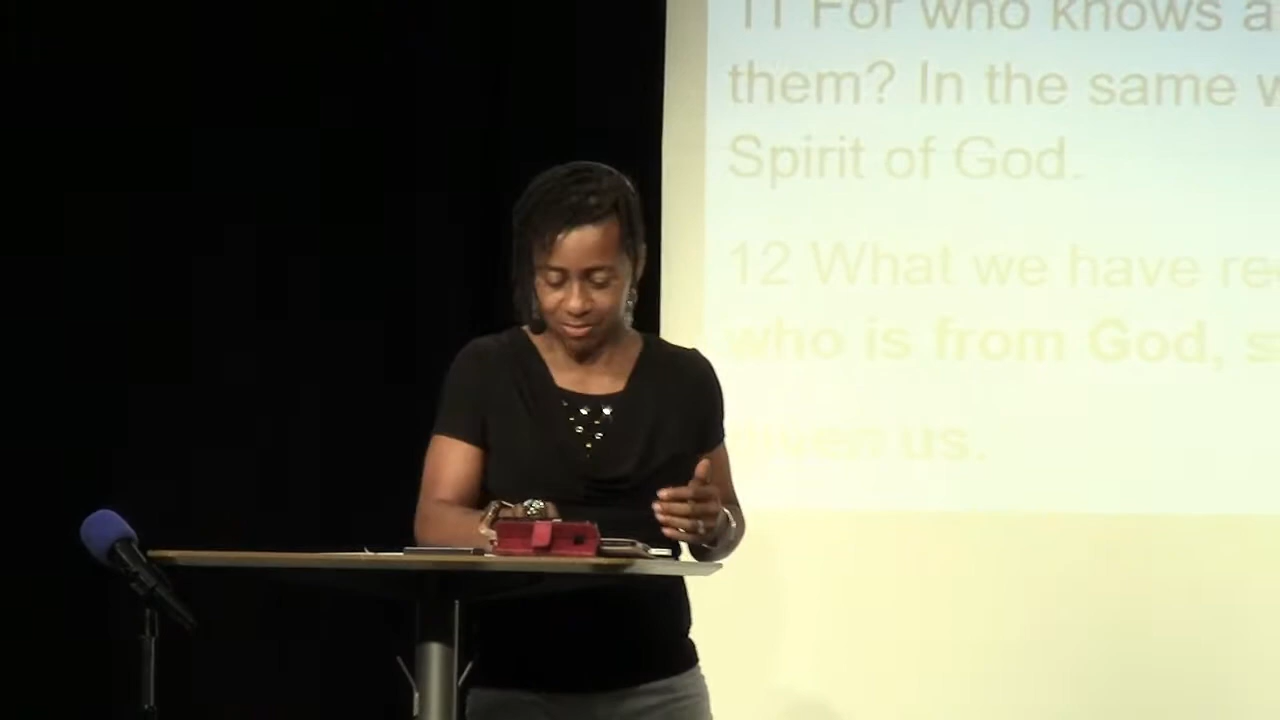 11 For who knows a
them? In the same w
Spirit of God.
12 What we have re
who is from God, s
given us.